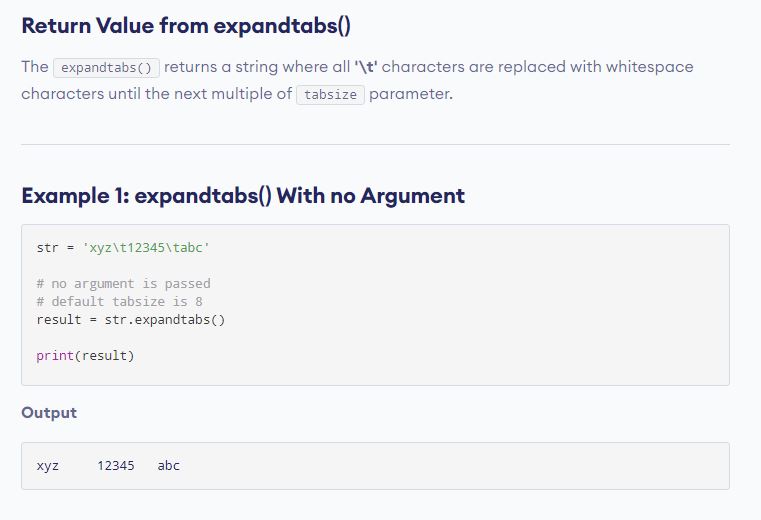 Return Value from expandtabs()
The expandtabs() returns a string where all '\t' characters are replaced with whitespace
characters until the next multiple of tabsize parameter.
Example 1: expandtabs() With no Argument
str = 'xyz\t12345\tabc'
# no argument is passed
# default tabsize is 8
result = str.expandtabs()
print(result)
Output
xyz     12345   abc